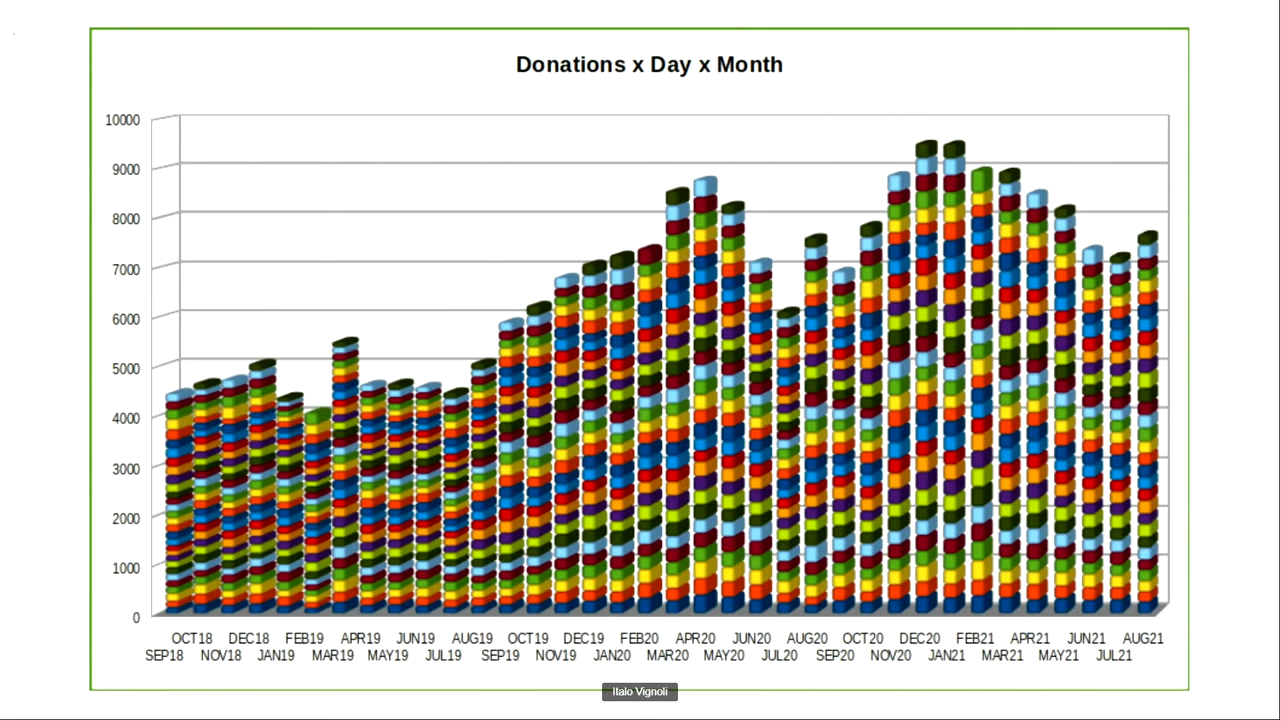 Donations x Day x Month
10000
9000
8000
7000
6000
5000
4000
3000
2000
1000
0
OCT18 DEC18 FEB19 APR19 JUN19 AUG19 OCT19 DEC19 FEB20 APR20 JUN20 AUG20 OCT20 DEC20 FEB21 APR21 JUN21 AUG21
SEP18 NOV18 JAN19 MAR19 MAY19 JUL19 SEP19 NOV19 JAN20 MAR20 MAY20 JUL20 SEP20 NOV20 JAN21 MAR21 MAY21 JUL21
Italo Vignoli